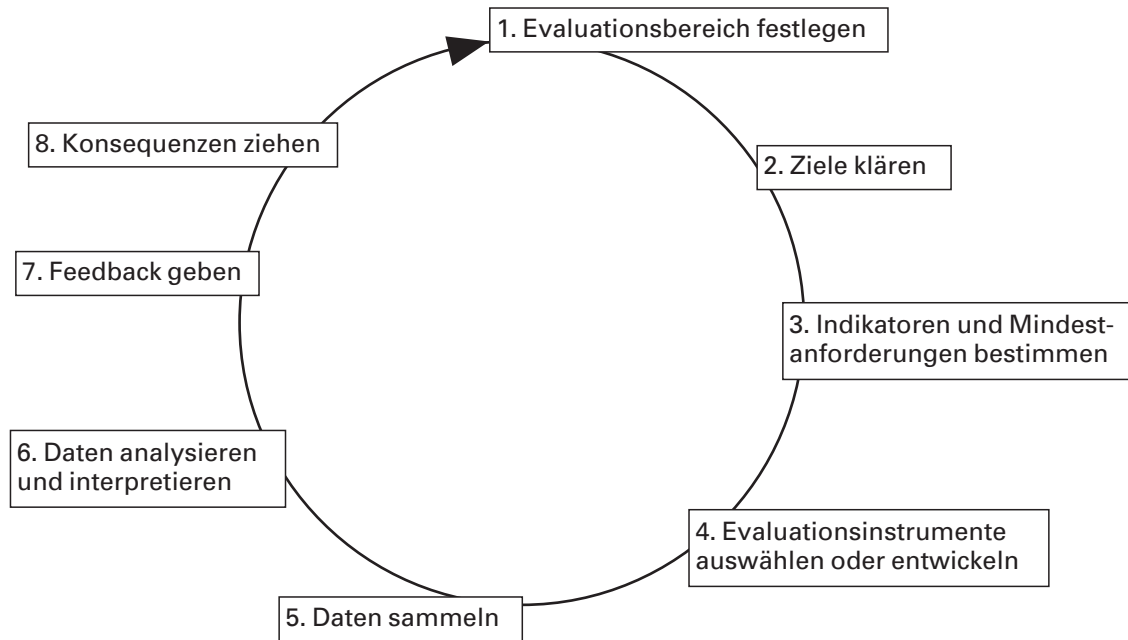 1. Evaluationsbereich festlegen
2. Ziele klären
3. Indikatoren und Mindest-
anforderungen bestimmen
4. Evaluationsinstrumente
auswählen oder entwickeln
5. Daten sammeln
6. Daten analysieren
und interpretieren
7. Feedback geben
8. Konsequenzen ziehen